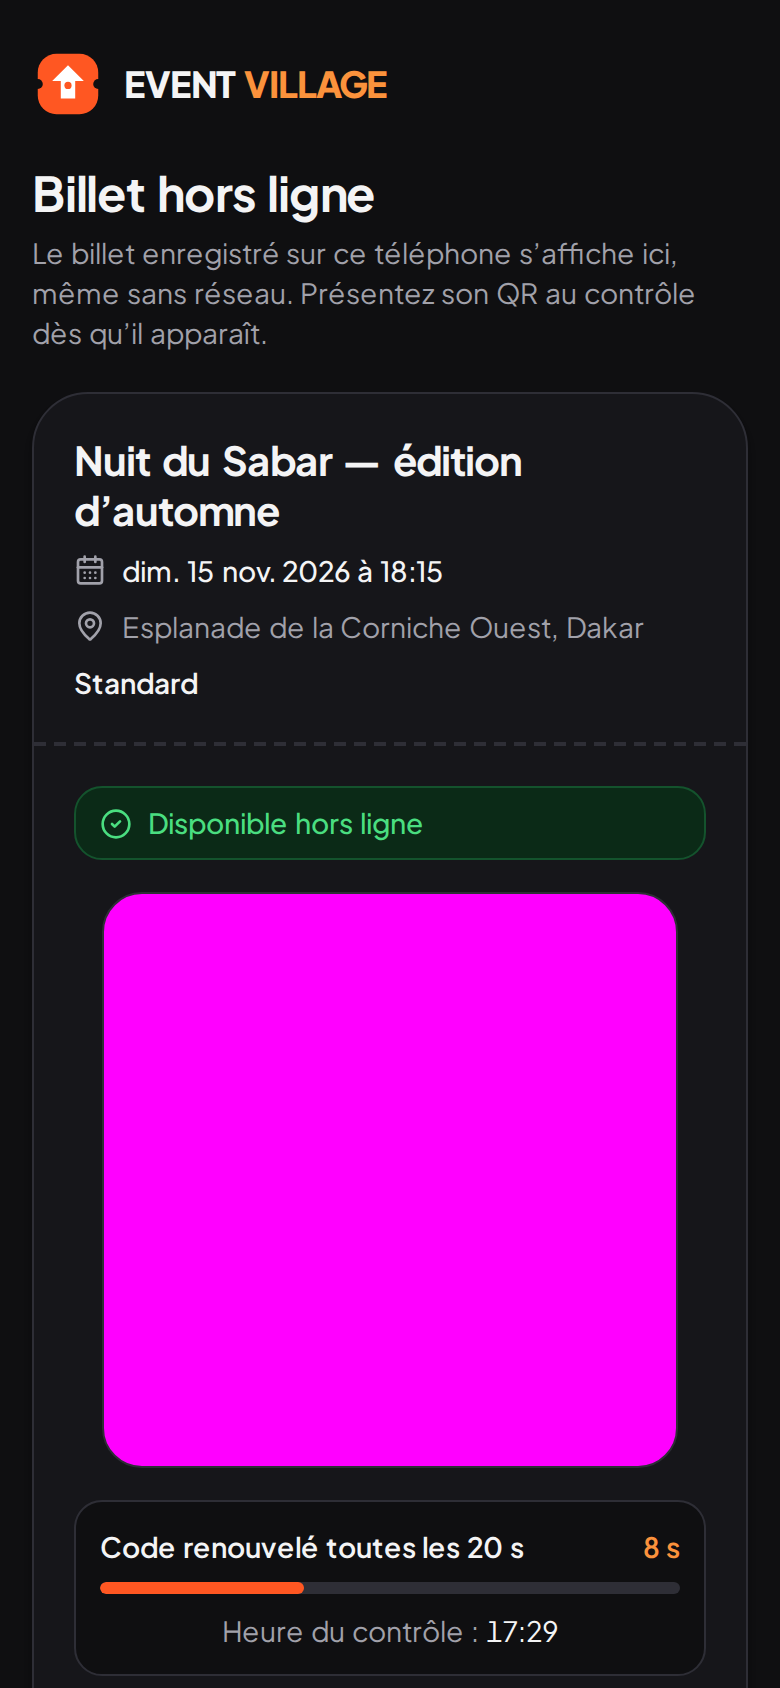 EVENT VILLAGE
Billet hors ligne
Le billet enregistré sur ce téléphone s’affiche ici,
même sans réseau. Présentez son QR au contrôle
dès qu’il apparaît.
Nuit du Sabar — édition
d’automne
dim. 15 nov. 2026 à 18:15
Esplanade de la Corniche Ouest, Dakar
Standard
Disponible hors ligne
Code renouvelé toutes les 20 s 8 s
Heure du contrôle : 17:29